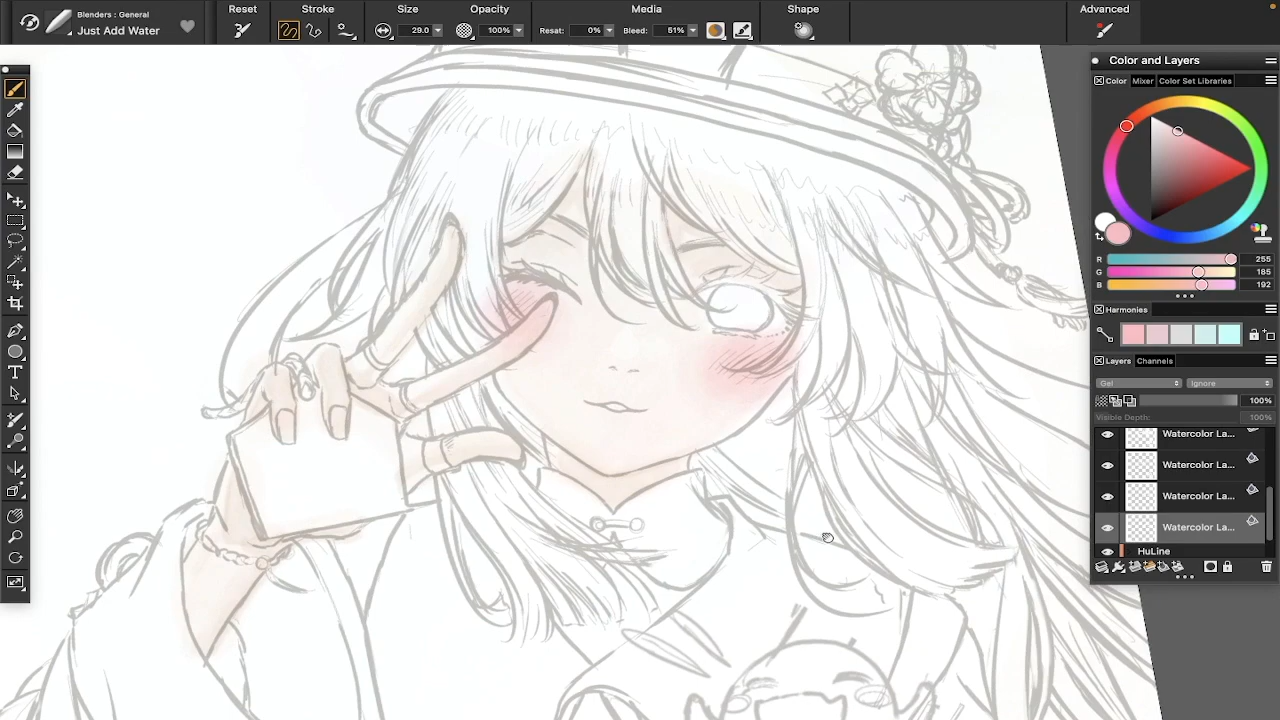 Blenders : General
Just Add Water
Reset
Stroke
Size
29.0
Opacity
100%
Media
Resat: 0% Bleed: 51%
Shape
Advanced
Color and Layers
Color Mixer Color Set Libraries
R 255
G 185
B 192
Harmonies
Layers Channels
Gel Ignore
100%
Visible Depth: 100%
Watercolor La...
Watercolor La...
Watercolor La...
Watercolor La...
HuLine